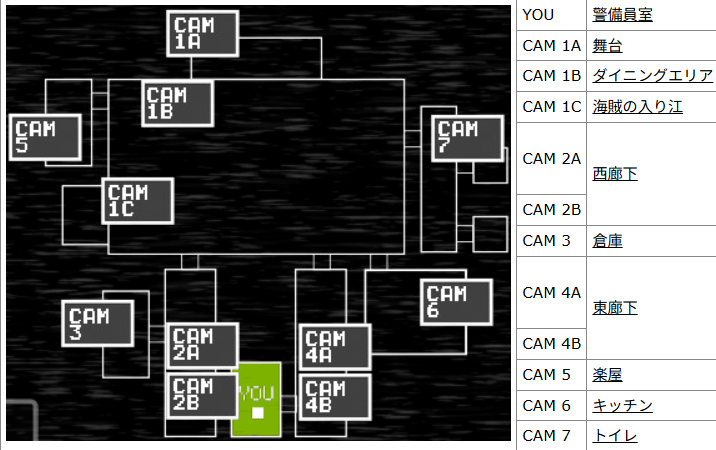 CAM
1A
CAM
1B
CAM
5
CAM
7
CAM
1C
CAM
6
CAM
3
CAM
2A
CAM
4A
CAM
2B
YOU
CAM
4B
YOU 警備員室
CAM 1A 舞台
CAM 1B ダイニングエリア
CAM 1C 海賊の入り江
CAM 2A
西廊下
CAM 2B
CAM 3 倉庫
CAM 4A
東廊下
CAM 4B
CAM 5 楽屋
CAM 6 キッチン
CAM 7 トイレ